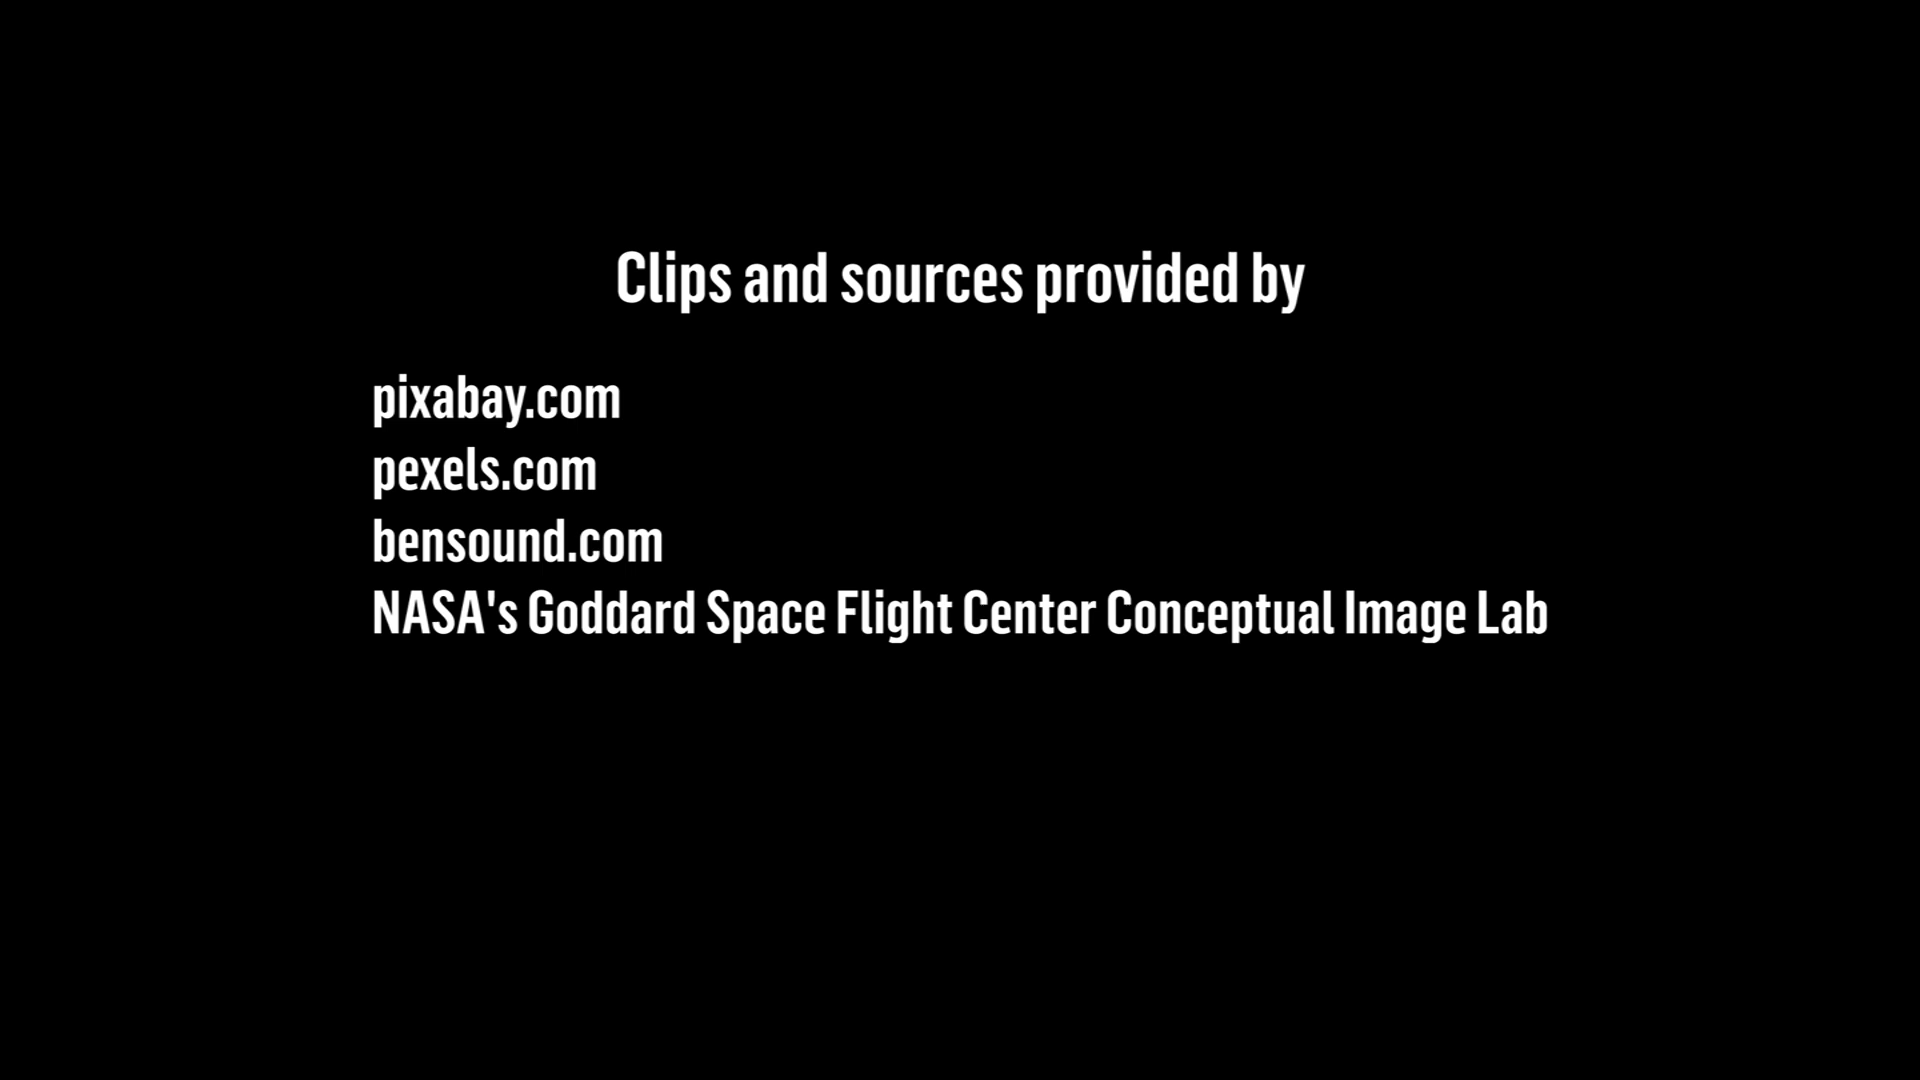 Clips and sources provided by
pixabay.com
pexels.com
bensound.com
NASA's Goddard Space Flight Center Conceptual Image Lab